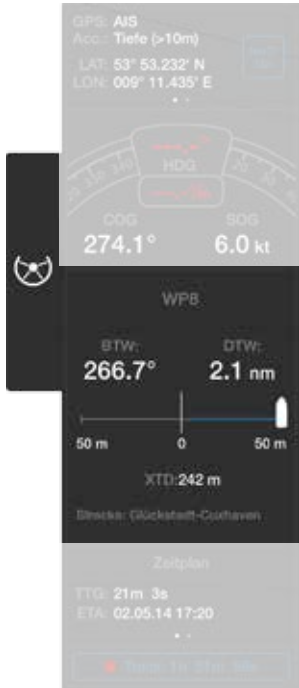 GPS: AIS
Acc.: Tiefe (>10m)
LAT: 53° 53.232' N
LON: 009° 11.435' E
HDG
COG SOG
274.1° 6.0 kt
WP8
BTW: DTW:
266.7° 2.1 nm
50 m 0 50 m
XTD:242 m
Strecke: Glückstadt-Cuxhaven
Zeitplan
TTG: 21m 3s
ETA: 02.05.14 17:20